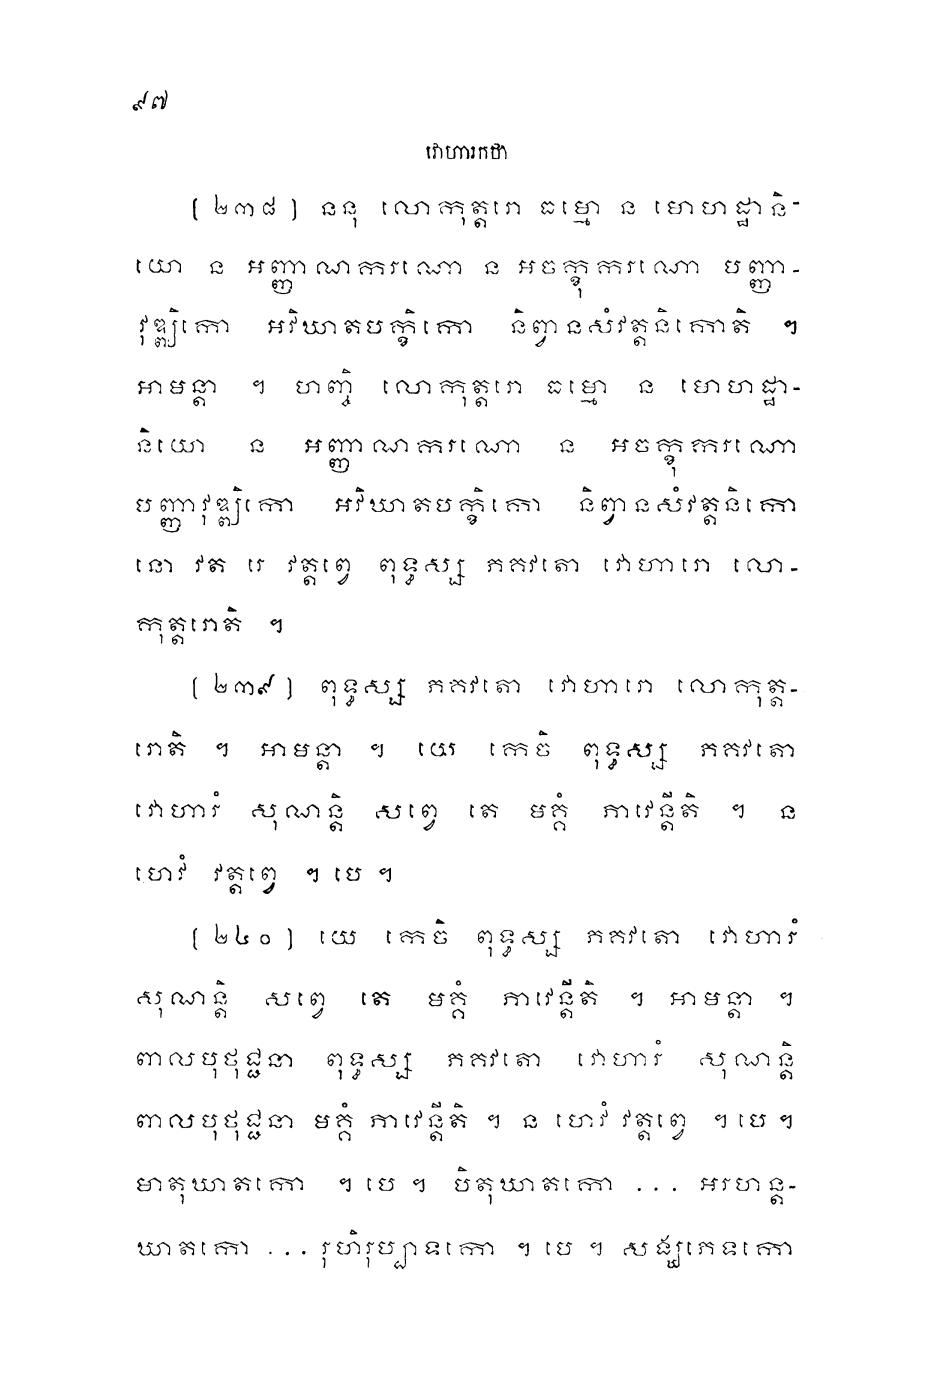 ៩៧
វោហារកថា
(២៣៨) ននុ លោកុត្តរោ ធម្មោ ន មោហដ្ឋានិ-
យោ ន អញ្ញាណករណោ ន អចក្ខុករណោ បញ្ញា-
វុឌ្ឍិកោ អវិឃាតបក្ខិកោ និព្វានសំវត្តនិកោតិ ។
អាមន្តា ។ ហញ្ចិ លោកុត្តរោ ធម្មោ ន មោហដ្ឋា-
និយោ ន អញ្ញាណករណោ ន អចក្ខុករណោ
បញ្ញាវុឌ្ឍិកោ អវិឃាតបក្ខិកោ និព្វានសំវត្តនិកោ
នោ វត រេ វត្តព្វេ ពុទ្ធស្ស ភគវតោ វោហារោ លោ-
កុត្តរោតិ ។
(២៣៩) ពុទ្ធស្ស ភគវតោ វោហារោ លោកុត្ត-
រោតិ ។ អាមន្តា ។ យេ កេចិ ពុទ្ធស្ស ភគវតោ
វោហារំ សុណន្តិ សព្វេ តេ មគ្គំ ភាវេន្តីតិ ។ ន
ហេវំ វត្តព្វេ ។ បេ ។
(២៤០) យេ កេចិ ពុទ្ធស្ស ភគវតោ វោហារំ
សុណន្តិ សព្វេ តេ មគ្គំ ភាវេន្តីតិ ។ អាមន្តា ។
ពាលបុថុជ្ជនា ពុទ្ធស្ស ភគវតោ វោហារំ សុណន្តិ
ពាលបុថុជ្ជនា មគ្គំ ភាវេន្តីតិ ។ ន ហេវំ វត្តព្វេ ។ បេ ។
មាតុឃាតកោ ។ បេ ។ បិតុឃាតកោ ... អរហន្ត-
ឃាតកោ ... រុហិរុប្បាទកោ ។ បេ ។ សង្ឃភេទកោ